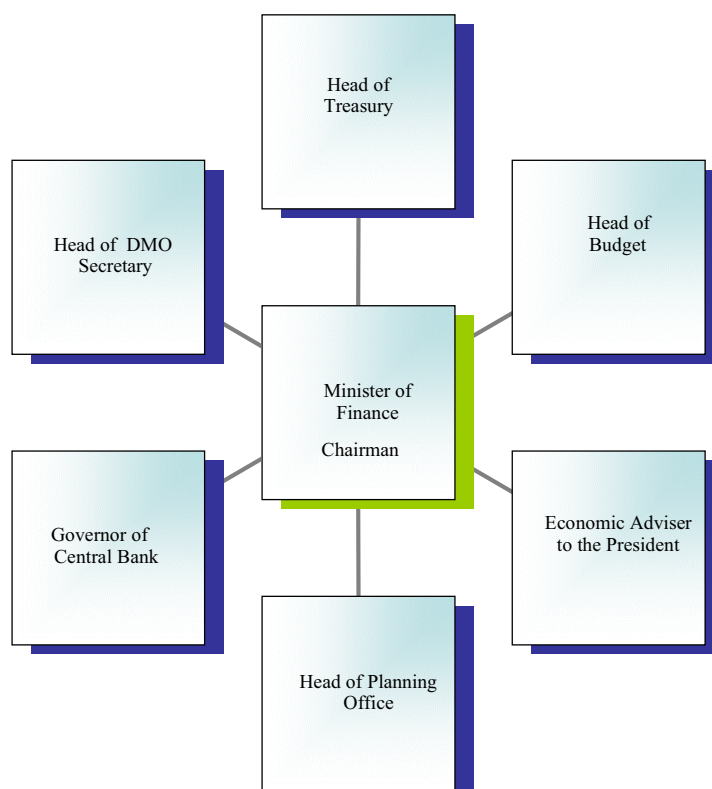 Head of
Treasury
Head of DMO
Secretary
Head of
Budget
Minister of
Finance
Chairman
Governor of
Central Bank
Economic Adviser
to the President
Head of Planning
Office